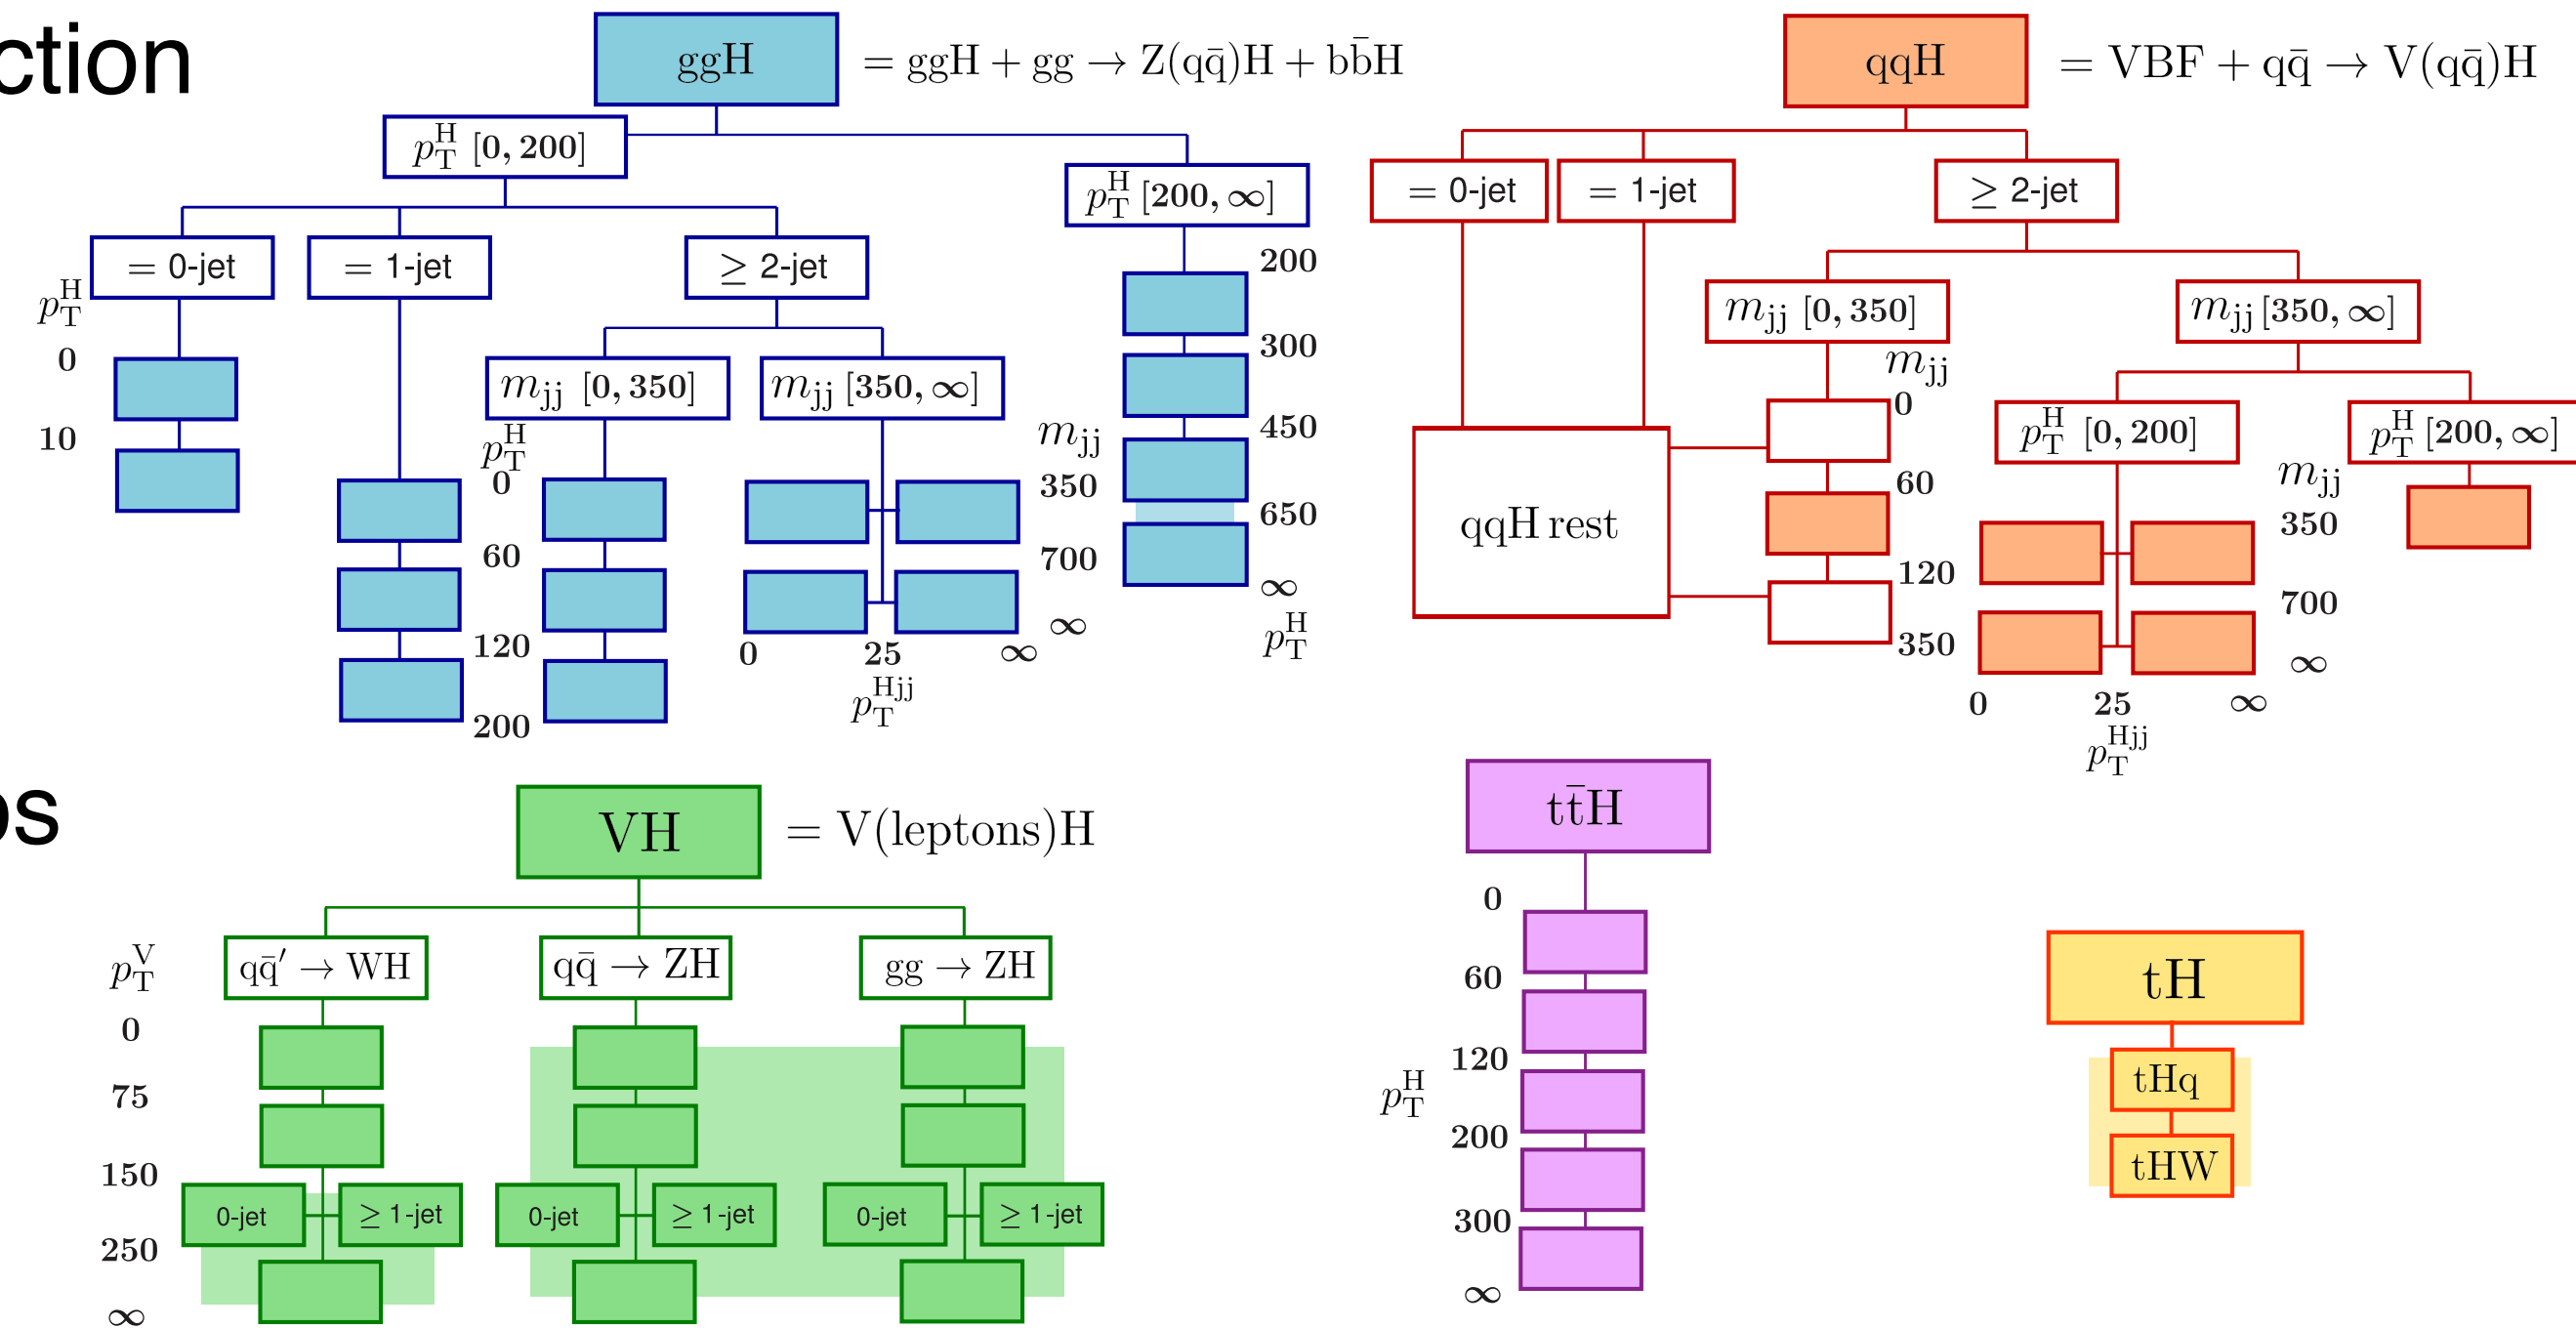 ction
ggH
= ggH + gg → Z(qq̄)H + bb̄H
p_T^H [0, 200]
p_T^H [200, ∞]
= 0-jet
= 1-jet
≥ 2-jet
p_T^H
0
10
m_jj [0, 350]
m_jj [350, ∞]
p_T^H
0
60
120
200
m_jj
350
700
∞
0 25 ∞
p_T^Hjj
200
300
450
650
∞
p_T^H
qqH
= VBF + qq̄ → V(qq̄)H
= 0-jet
= 1-jet
≥ 2-jet
m_jj [0, 350]
m_jj [350, ∞]
qqH rest
m_jj
0
60
120
350
p_T^H [0, 200]
p_T^H [200, ∞]
m_jj
350
700
∞
0 25 ∞
p_T^Hjj
os
VH
= V(leptons)H
p_T^V
qq̄′ → WH
qq̄ → ZH
gg → ZH
0
75
150
0-jet
≥ 1-jet
0-jet
≥ 1-jet
0-jet
≥ 1-jet
250
∞
tt̄H
0
60
120
p_T^H
200
300
∞
tH
tHq
tHW